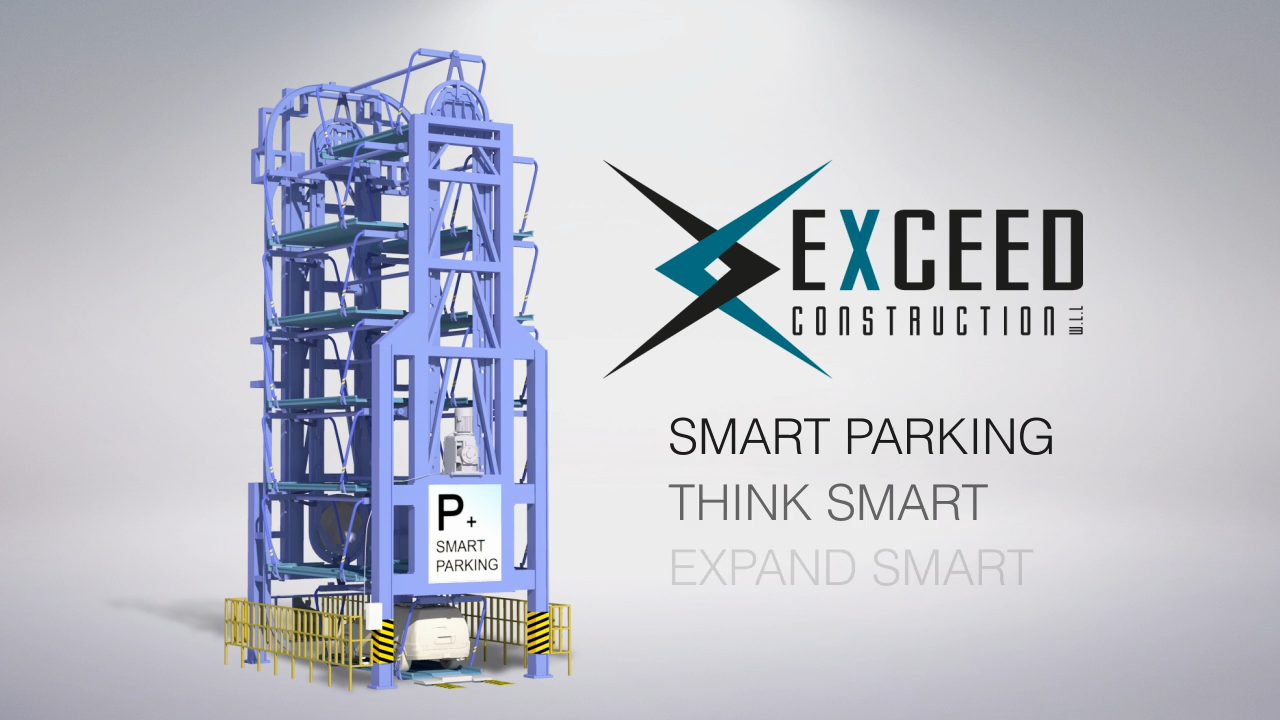 P+
SMART
PARKING
EXCEED
CONSTRUCTION W.L.L
SMART PARKING
THINK SMART
EXPAND SMART